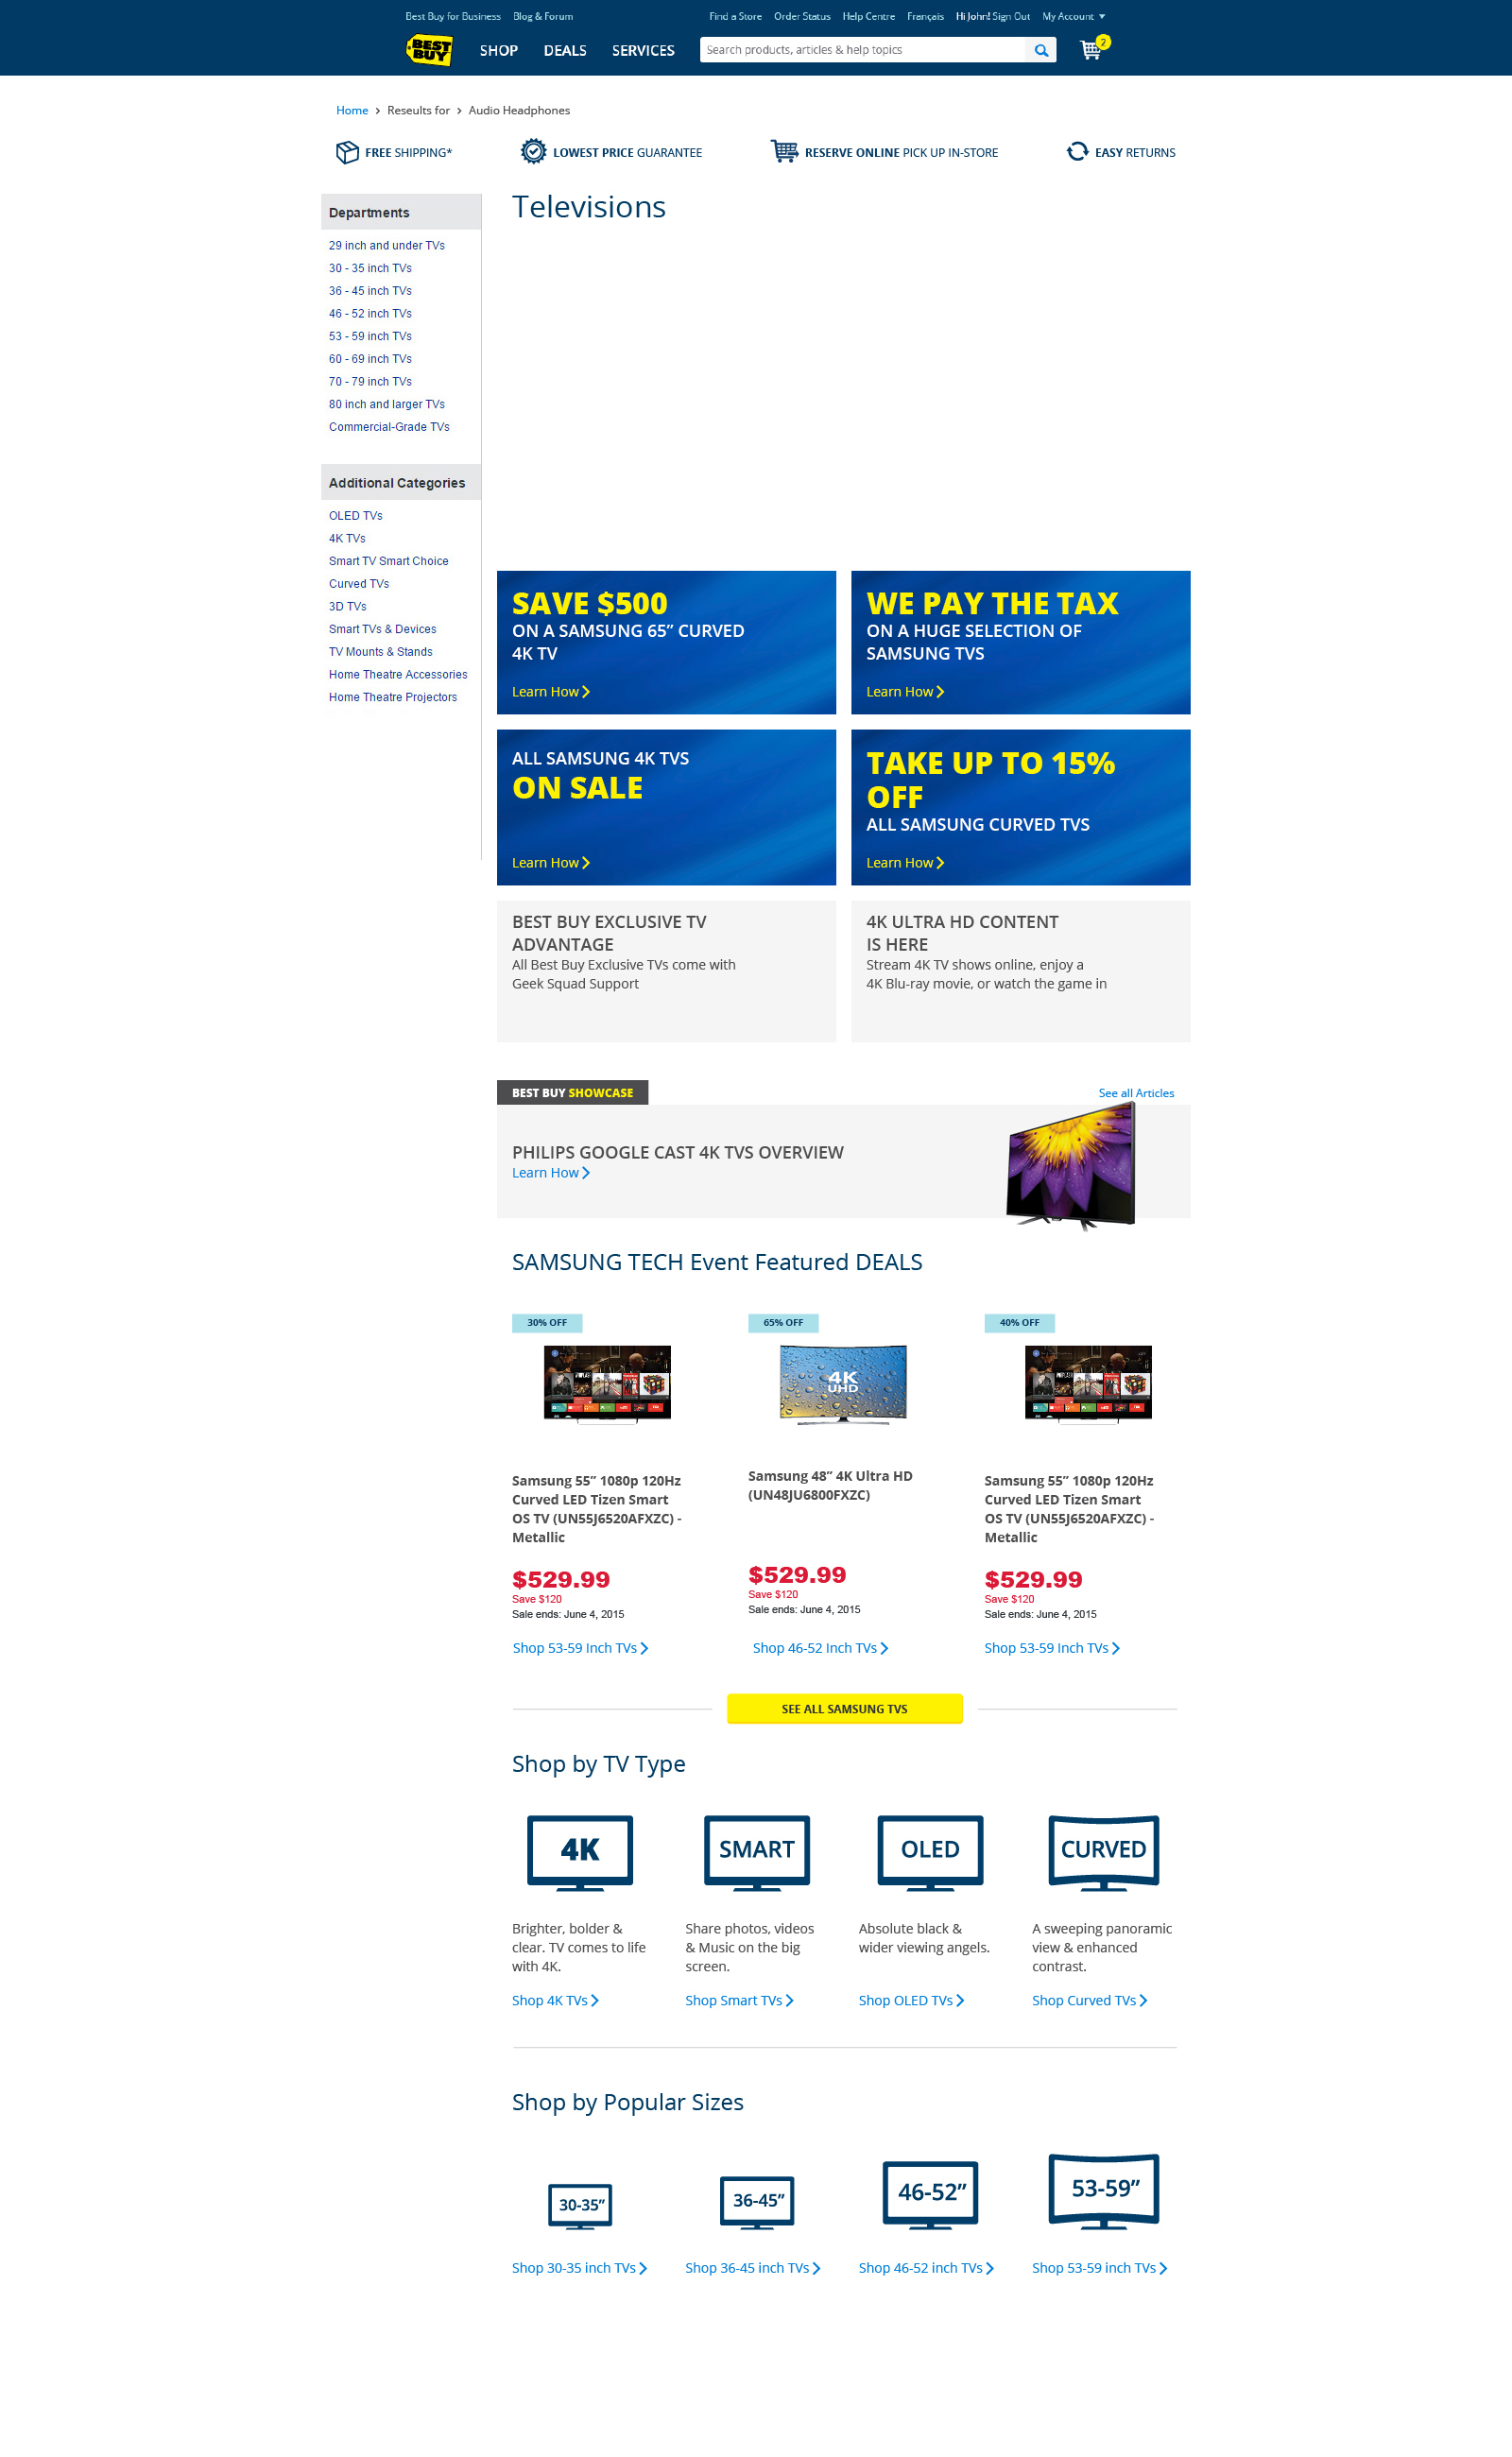 Best Buy for Business Blog & Forum Find a Store Order Status Help Centre Français Hi John! Sign Out My Account
BEST BUY SHOP DEALS SERVICES Search products, articles & help topics 2
Home > Reseults for > Audio Headphones
FREE SHIPPING* LOWEST PRICE GUARANTEE RESERVE ONLINE PICK UP IN-STORE EASY RETURNS
Departments
29 inch and under TVs
30 - 35 inch TVs
36 - 45 inch TVs
46 - 52 inch TVs
53 - 59 inch TVs
60 - 69 inch TVs
70 - 79 inch TVs
80 inch and larger TVs
Commercial-Grade TVs
Additional Categories
OLED TVs
4K TVs
Smart TV Smart Choice
Curved TVs
3D TVs
Smart TVs & Devices
TV Mounts & Stands
Home Theatre Accessories
Home Theatre Projectors
Televisions
SAVE $500
ON A SAMSUNG 65” CURVED
4K TV
Learn How
WE PAY THE TAX
ON A HUGE SELECTION OF
SAMSUNG TVS
Learn How
ALL SAMSUNG 4K TVS
ON SALE
Learn How
TAKE UP TO 15%
OFF
ALL SAMSUNG CURVED TVS
Learn How
BEST BUY EXCLUSIVE TV
ADVANTAGE
All Best Buy Exclusive TVs come with
Geek Squad Support
4K ULTRA HD CONTENT
IS HERE
Stream 4K TV shows online, enjoy a
4K Blu-ray movie, or watch the game in
BEST BUY SHOWCASE
See all Articles
PHILIPS GOOGLE CAST 4K TVS OVERVIEW
Learn How
SAMSUNG TECH Event Featured DEALS
30% OFF
Samsung 55” 1080p 120Hz
Curved LED Tizen Smart
OS TV (UN55J6520AFXZC) -
Metallic
$529.99
Save $120
Sale ends: June 4, 2015
Shop 53-59 Inch TVs
65% OFF
4K
UHD
Samsung 48” 4K Ultra HD
(UN48JU6800FXZC)
$529.99
Save $120
Sale ends: June 4, 2015
Shop 46-52 Inch TVs
40% OFF
Samsung 55” 1080p 120Hz
Curved LED Tizen Smart
OS TV (UN55J6520AFXZC) -
Metallic
$529.99
Save $120
Sale ends: June 4, 2015
Shop 53-59 Inch TVs
SEE ALL SAMSUNG TVS
Shop by TV Type
4K
Brighter, bolder &
clear. TV comes to life
with 4K.
Shop 4K TVs
SMART
Share photos, videos
& Music on the big
screen.
Shop Smart TVs
OLED
Absolute black &
wider viewing angels.
Shop OLED TVs
CURVED
A sweeping panoramic
view & enhanced
contrast.
Shop Curved TVs
Shop by Popular Sizes
30-35”
Shop 30-35 inch TVs
36-45”
Shop 36-45 inch TVs
46-52”
Shop 46-52 inch TVs
53-59”
Shop 53-59 inch TVs